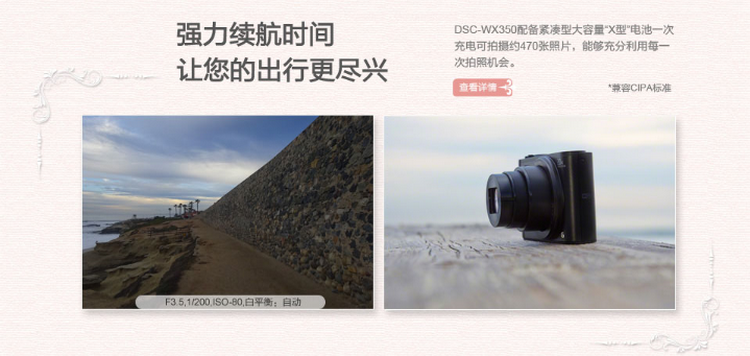 强力续航时间
让您的出行更尽兴
DSC-WX350配备紧凑型大容量“X型”电池一次
充电可拍摄约470张照片，能够充分利用每一
次拍照机会。
查看详情
*兼容CIPA标准
F3.5,1/200,ISO-80,白平衡：自动